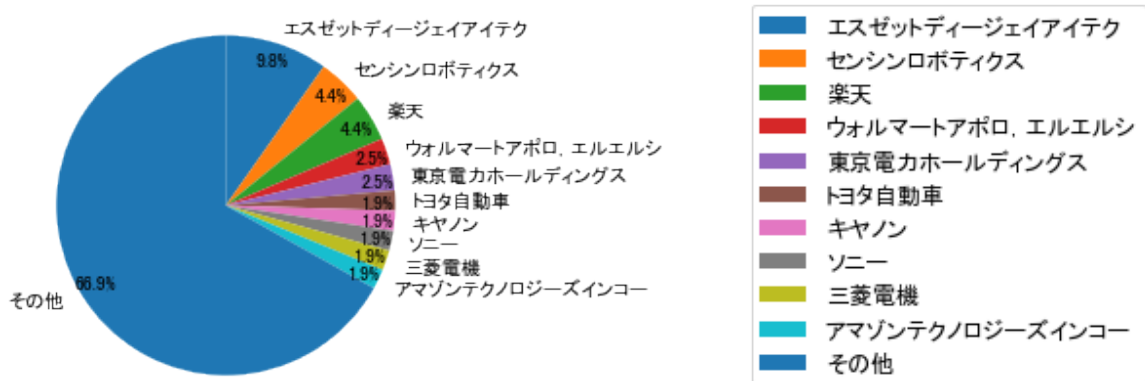 エスゼットディージェイアイテク
9.8%
センシンロボティクス
4.4%
楽天
4.4%
ウォルマートアポロ, エルエルシ
2.5%
東京電力ホールディングス
2.5%
トヨタ自動車
1.9%
キヤノン
1.9%
ソニー
1.9%
三菱電機
1.9%
アマゾンテクノロジーズインコー
1.9%
66.9%
その他
エスゼットディージェイアイテク
センシンロボティクス
楽天
ウォルマートアポロ, エルエルシ
東京電力ホールディングス
トヨタ自動車
キヤノン
ソニー
三菱電機
アマゾンテクノロジーズインコー
その他